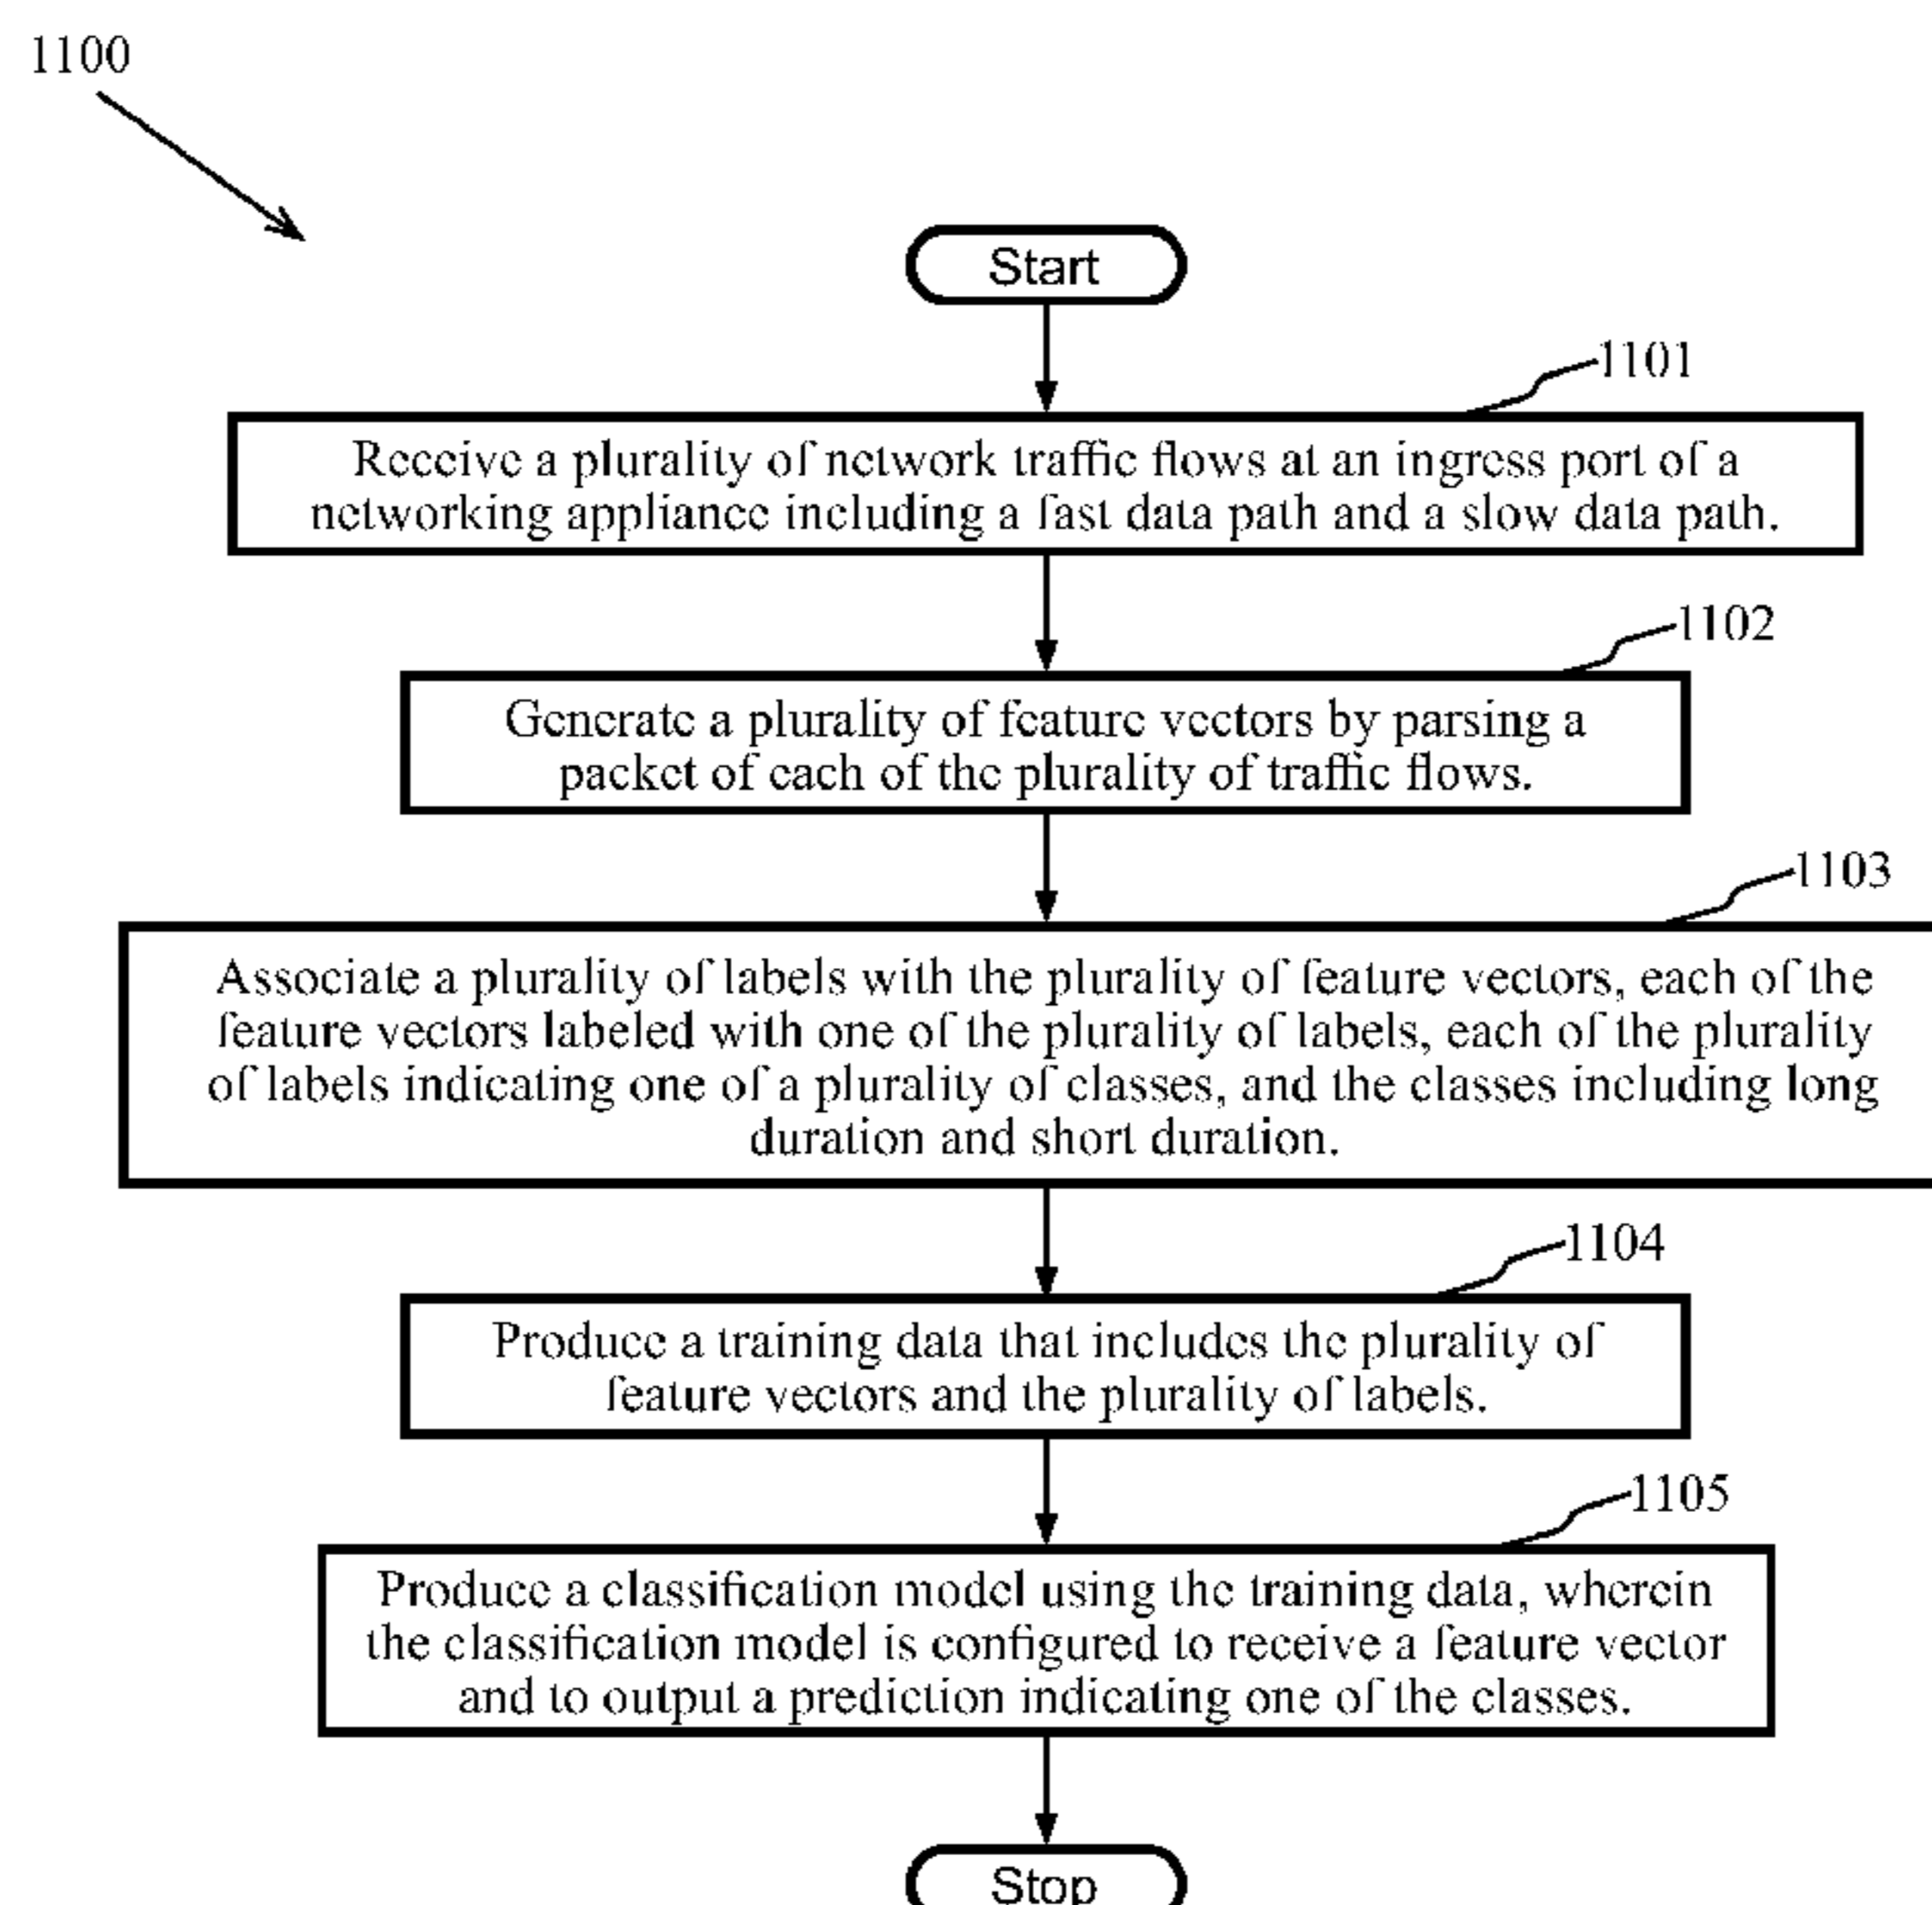 1100
Start
1101
Receive a plurality of network traffic flows at an ingress port of a
networking appliance including a fast data path and a slow data path.
1102
Generate a plurality of feature vectors by parsing a
packet of each of the plurality of traffic flows.
1103
Associate a plurality of labels with the plurality of feature vectors, each of the
feature vectors labeled with one of the plurality of labels, each of the plurality
of labels indicating one of a plurality of classes, and the classes including long
duration and short duration.
1104
Produce a training data that includes the plurality of
feature vectors and the plurality of labels.
1105
Produce a classification model using the training data, wherein
the classification model is configured to receive a feature vector
and to output a prediction indicating one of the classes.
Stop